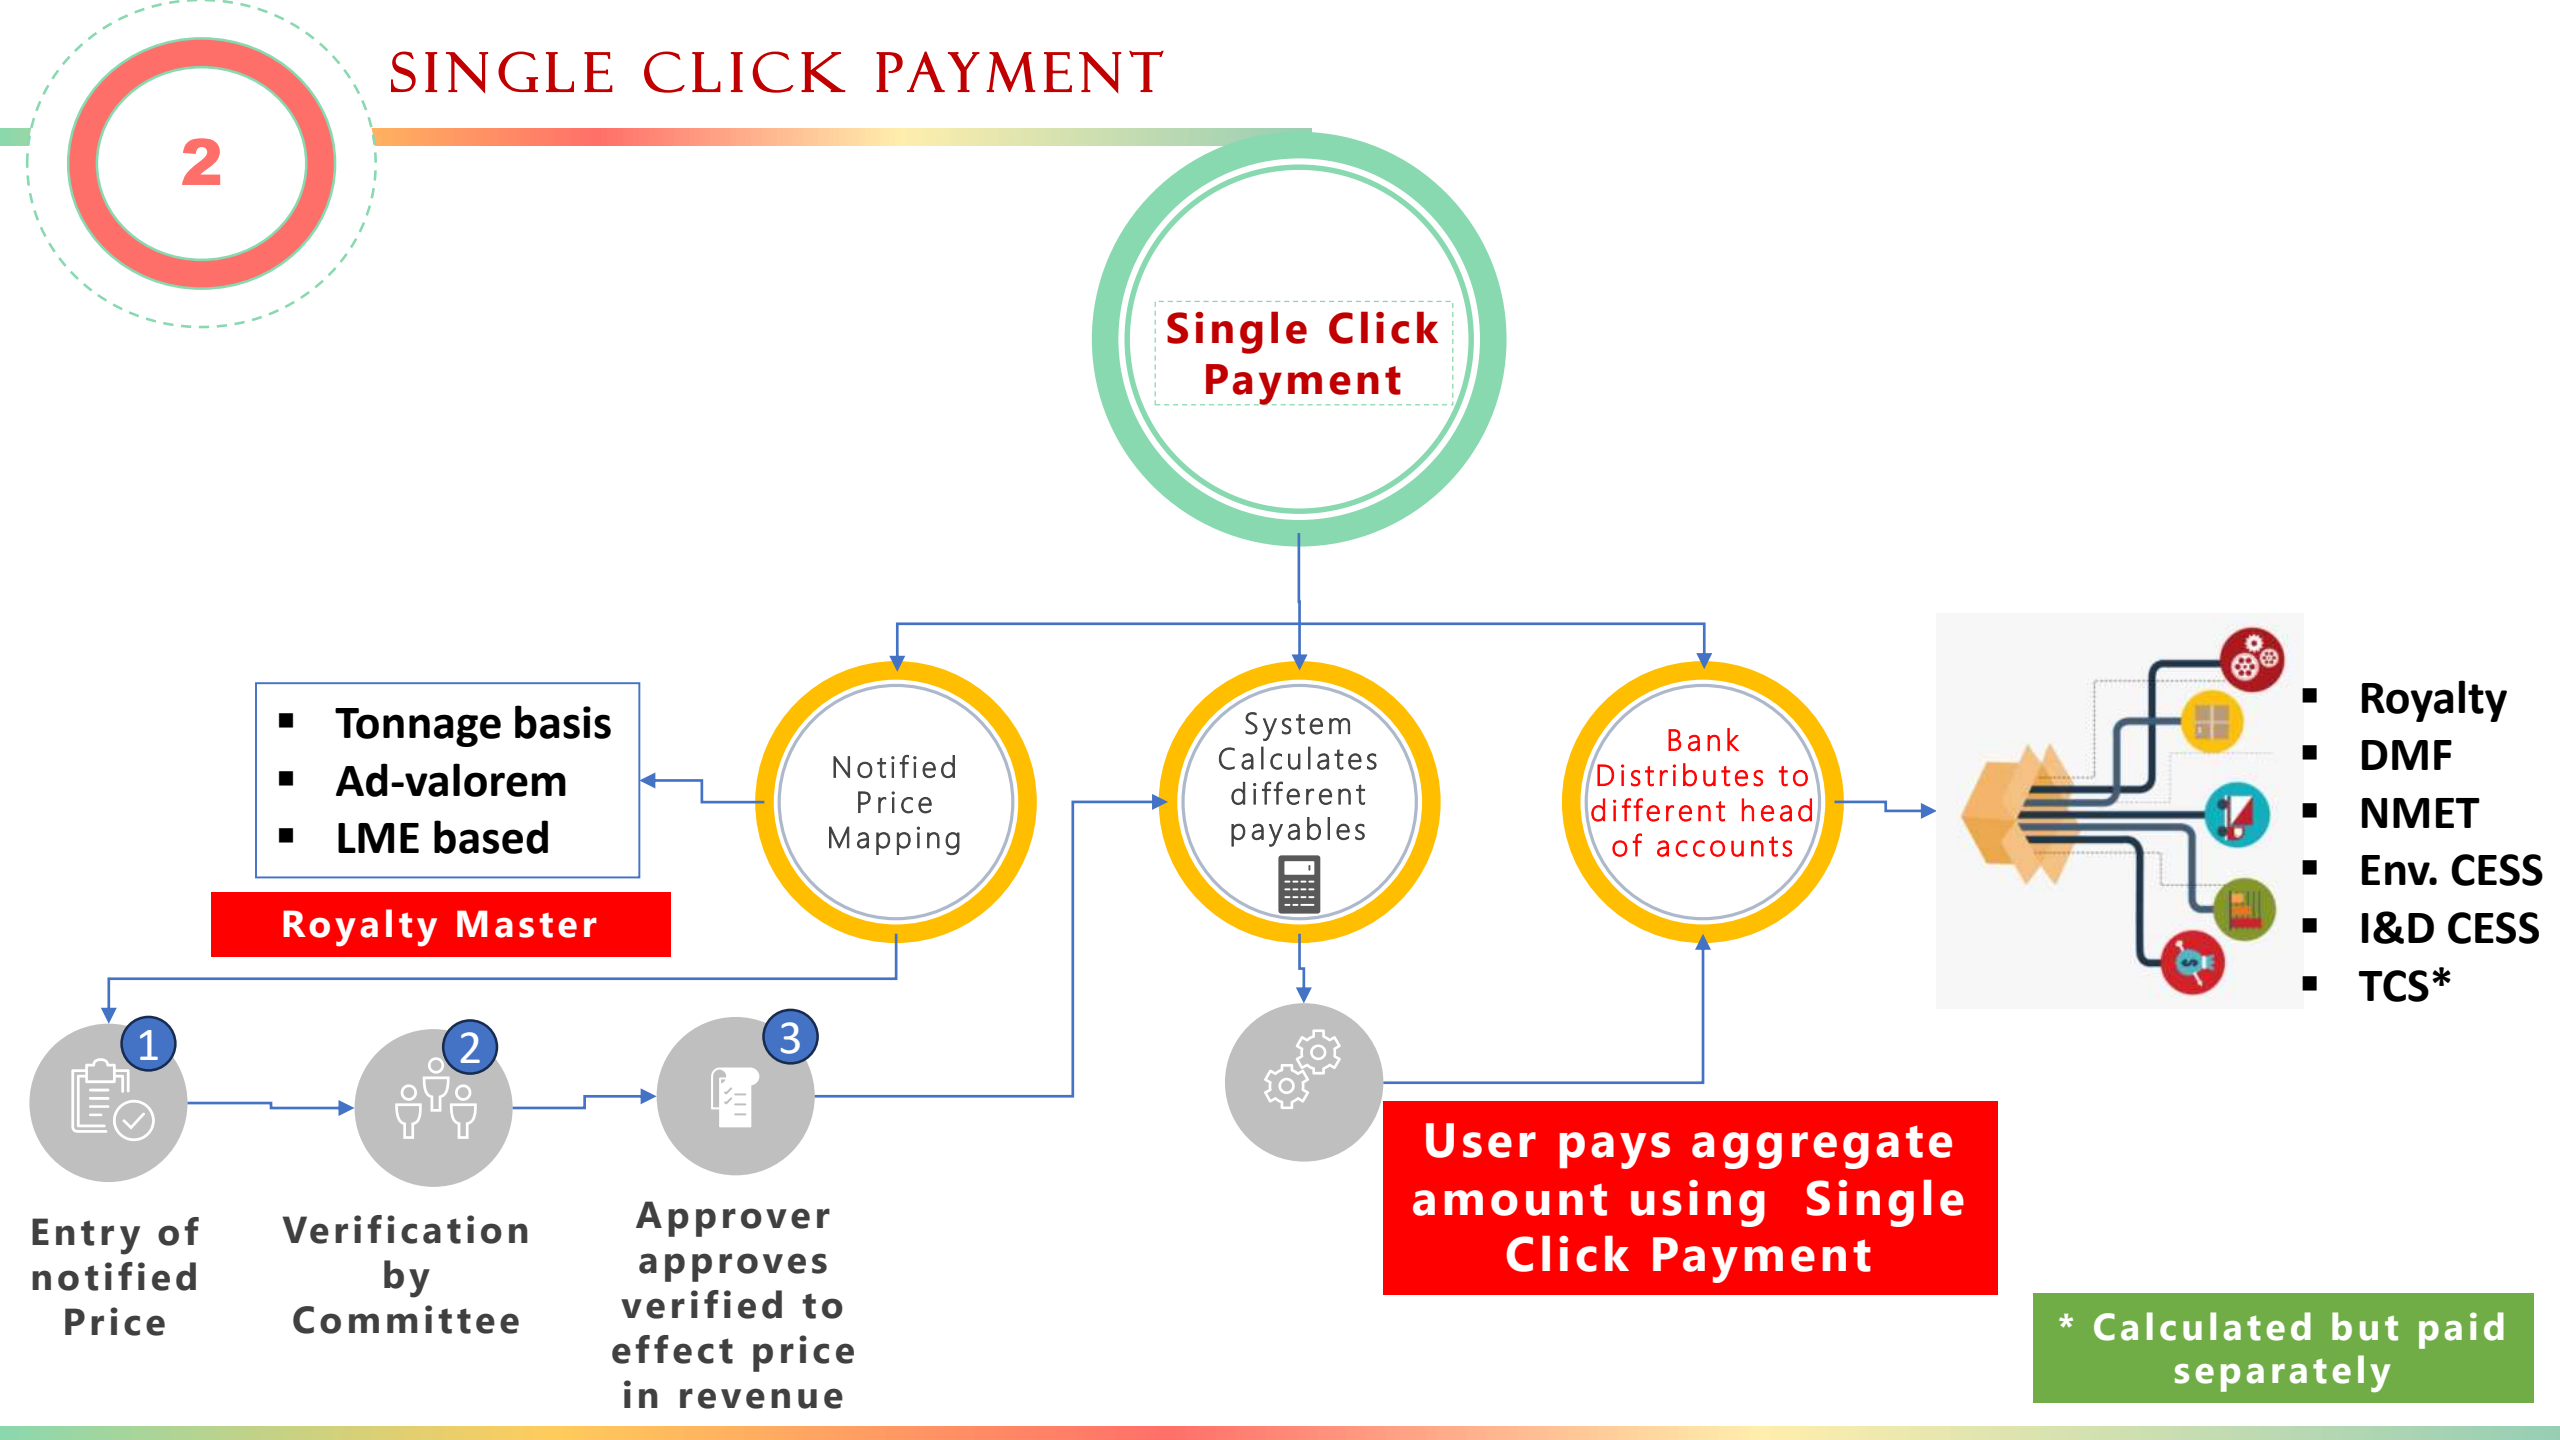 2
SINGLE CLICK PAYMENT
Single Click
Payment
▪ Tonnage basis
▪ Ad-valorem
▪ LME based
Royalty Master
Notified
Price
Mapping
System
Calculates
different
payables
Bank
Distributes to
different head
of accounts
▪ Royalty
▪ DMF
▪ NMET
▪ Env. CESS
▪ I&D CESS
▪ TCS*
1
Entry of
notified
Price
2
Verification
by
Committee
3
Approver
approves
verified to
effect price
in revenue
User pays aggregate
amount using Single
Click Payment
* Calculated but paid
separately